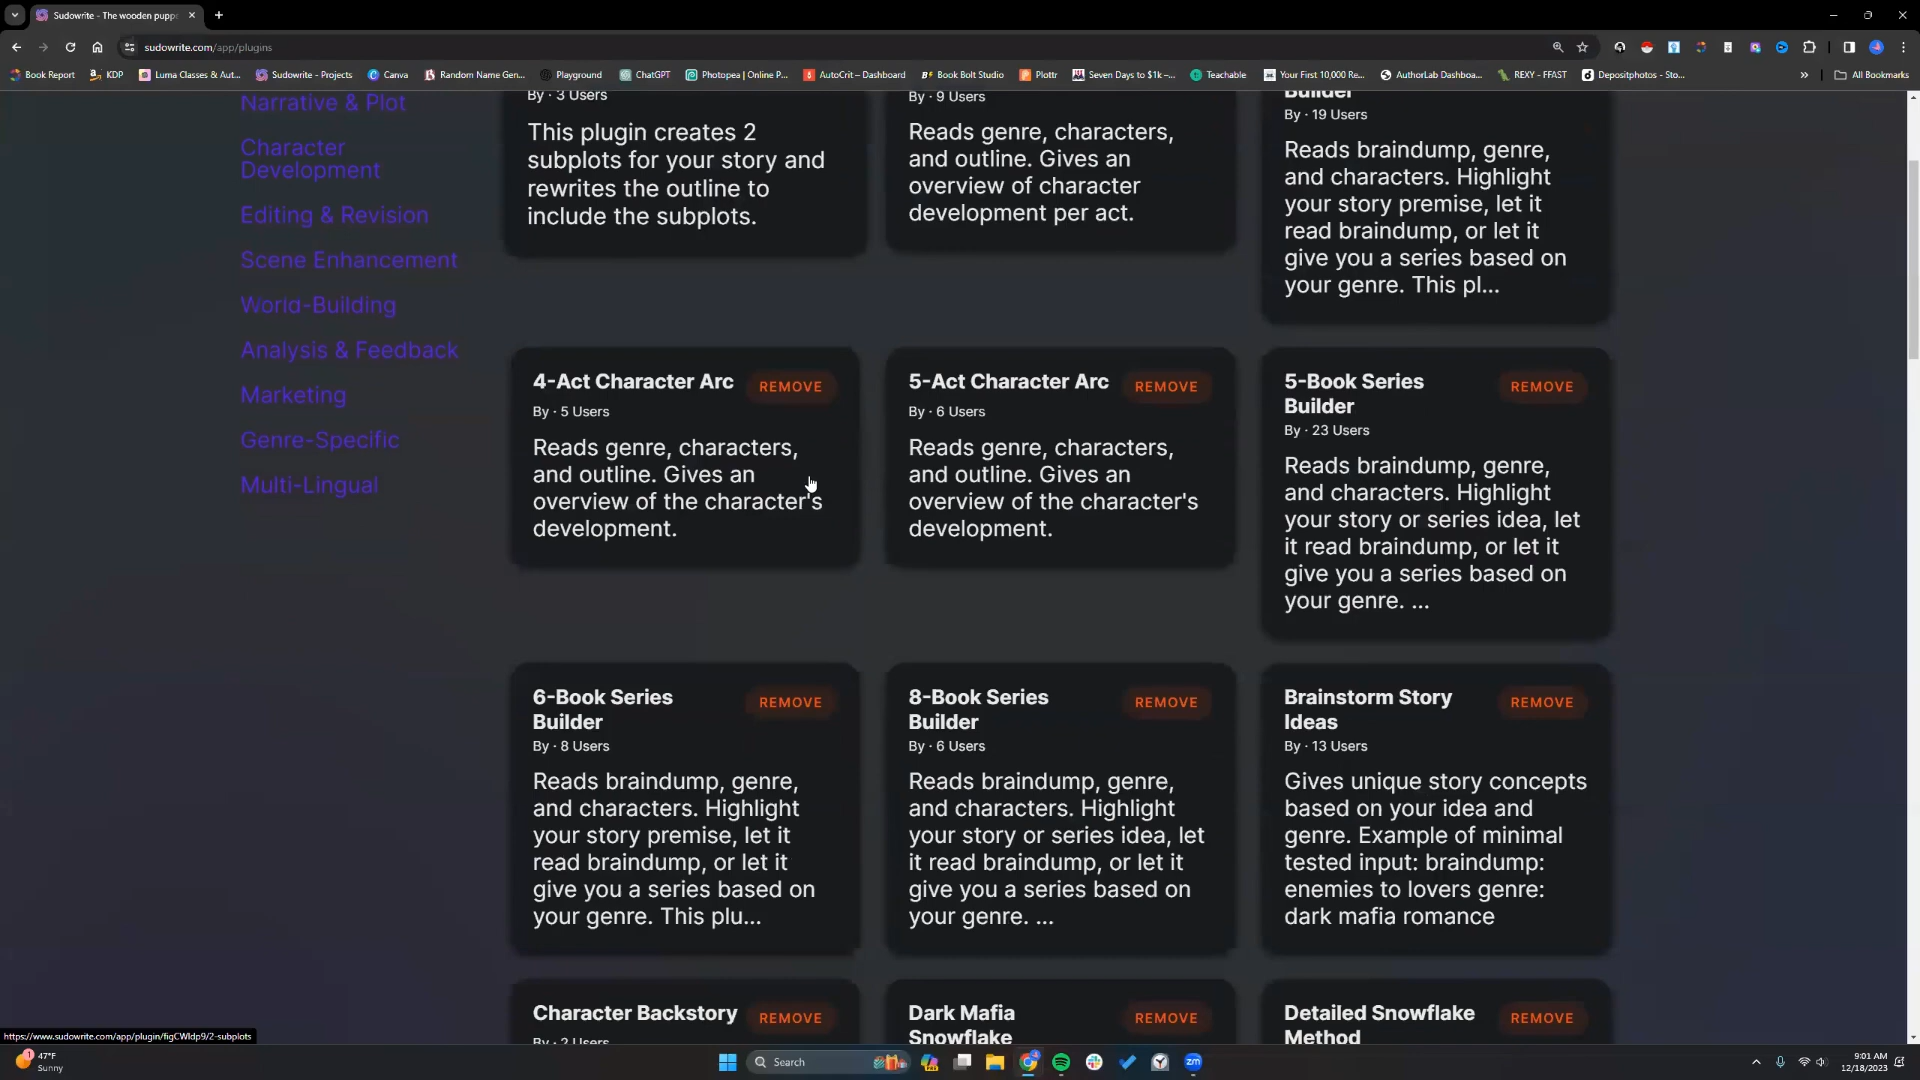 Sudowrite - The wooden pupp
sudowrite.com/app/plugins
Book Report
KDP
Luma Classes & Aut...
Sudowrite - Projects
Canva
Random Name Gen...
Playground
ChatGPT
Photopea | Online P...
AutoCrit – Dashboard
Book Bolt Studio
Plottr
Seven Days to $1k –...
Teachable
Your First 10,000 Re...
AuthorLab Dashboa...
REXY – FFAST
Depositphotos - Sto...
»
All Bookmarks
Narrative & Plot
Character
Development
Editing & Revision
Scene Enhancement
World-Building
Analysis & Feedback
Marketing
Genre-Specific
Multi-Lingual
By · 3 Users
This plugin creates 2
subplots for your story and
rewrites the outline to
include the subplots.
By · 9 Users
Reads genre, characters,
and outline. Gives an
overview of character
development per act.
Builder
By · 19 Users
Reads braindump, genre,
and characters. Highlight
your story premise, let it
read braindump, or let it
give you a series based on
your genre. This pl...
4-Act Character Arc
REMOVE
By · 5 Users
Reads genre, characters,
and outline. Gives an
overview of the character's
development.
5-Act Character Arc
REMOVE
By · 6 Users
Reads genre, characters,
and outline. Gives an
overview of the character's
development.
5-Book Series
Builder
REMOVE
By · 23 Users
Reads braindump, genre,
and characters. Highlight
your story or series idea, let
it read braindump, or let it
give you a series based on
your genre. ...
6-Book Series
Builder
REMOVE
By · 8 Users
Reads braindump, genre,
and characters. Highlight
your story premise, let it
read braindump, or let it
give you a series based on
your genre. This plu...
8-Book Series
Builder
REMOVE
By · 6 Users
Reads braindump, genre,
and characters. Highlight
your story or series idea, let
it read braindump, or let it
give you a series based on
your genre. ...
Brainstorm Story
Ideas
REMOVE
By · 13 Users
Gives unique story concepts
based on your idea and
genre. Example of minimal
tested input: braindump:
enemies to lovers genre:
dark mafia romance
Character Backstory
REMOVE
By · 2 Users
Dark Mafia
Snowflake
REMOVE
Detailed Snowflake
Method
REMOVE
https://www.sudowrite.com/app/plugin/figCWldp9/2-subplots
1
47°F
Sunny
Search
zm
9:01 AM
12/18/2023